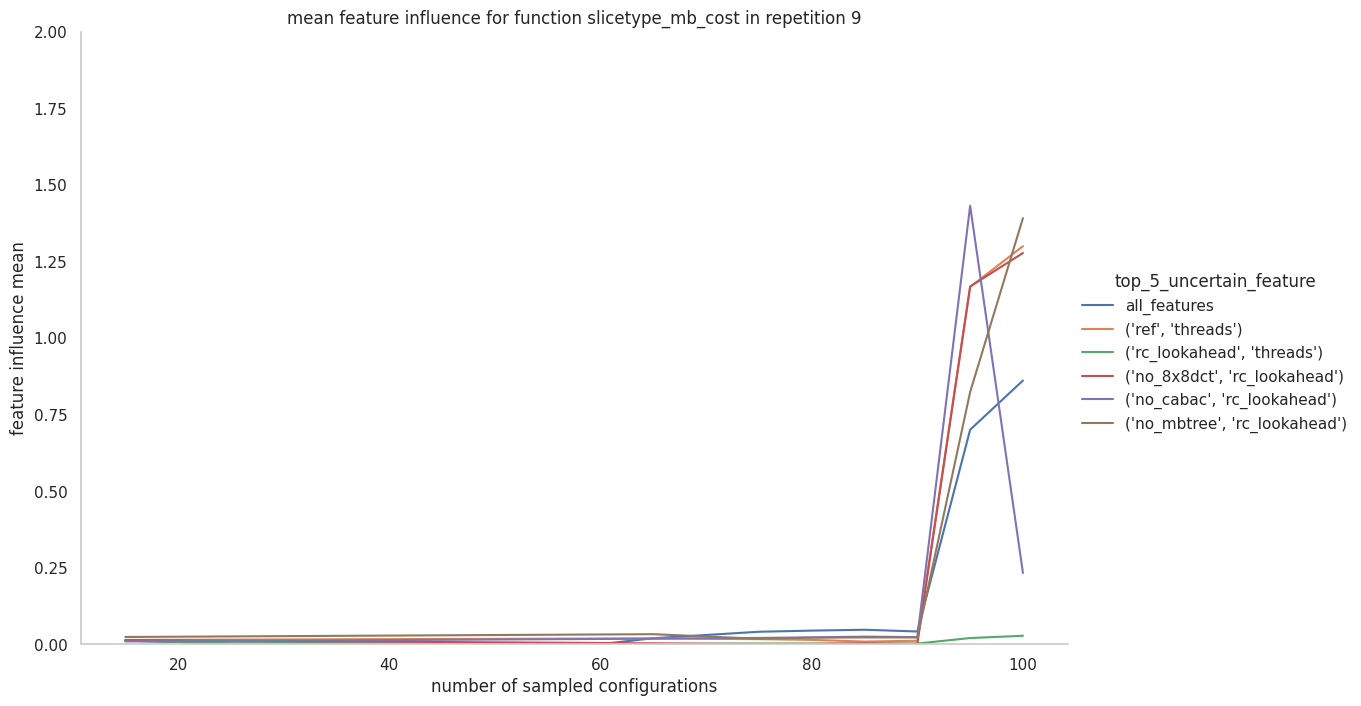 mean feature influence for function slicetype_mb_cost in repetition 9
2.00
1.75
1.50
1.25
1.00
0.75
0.50
0.25
0.00
feature influence mean
20
40
60
80
100
number of sampled configurations
top_5_uncertain_feature
all_features
('ref', 'threads')
('rc_lookahead', 'threads')
('no_8x8dct', 'rc_lookahead')
('no_cabac', 'rc_lookahead')
('no_mbtree', 'rc_lookahead')